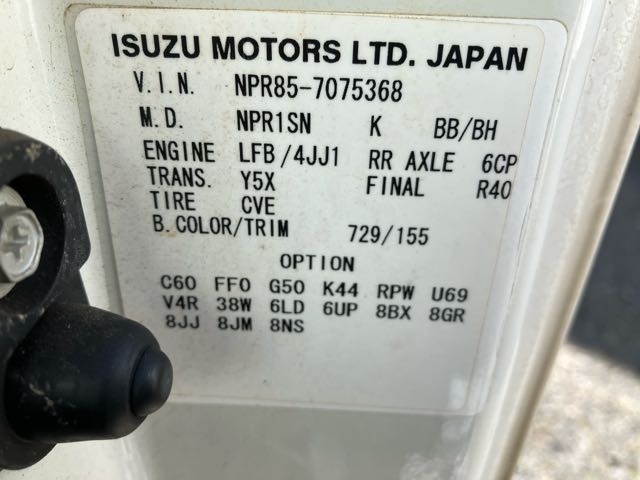 ISUZU MOTORS LTD. JAPAN
V.I.N. NPR85-7075368
M.D. NPR1SN K BB/BH
ENGINE LFB/4JJ1 RR AXLE 6CP
TRANS. Y5X FINAL R40
TIRE CVE
B.COLOR/TRIM 729/155
OPTION
C60 FF0 G50 K44 RPW U69
V4R 38W 6LD 6UP 8BX 8GR
8JJ 8JM 8NS